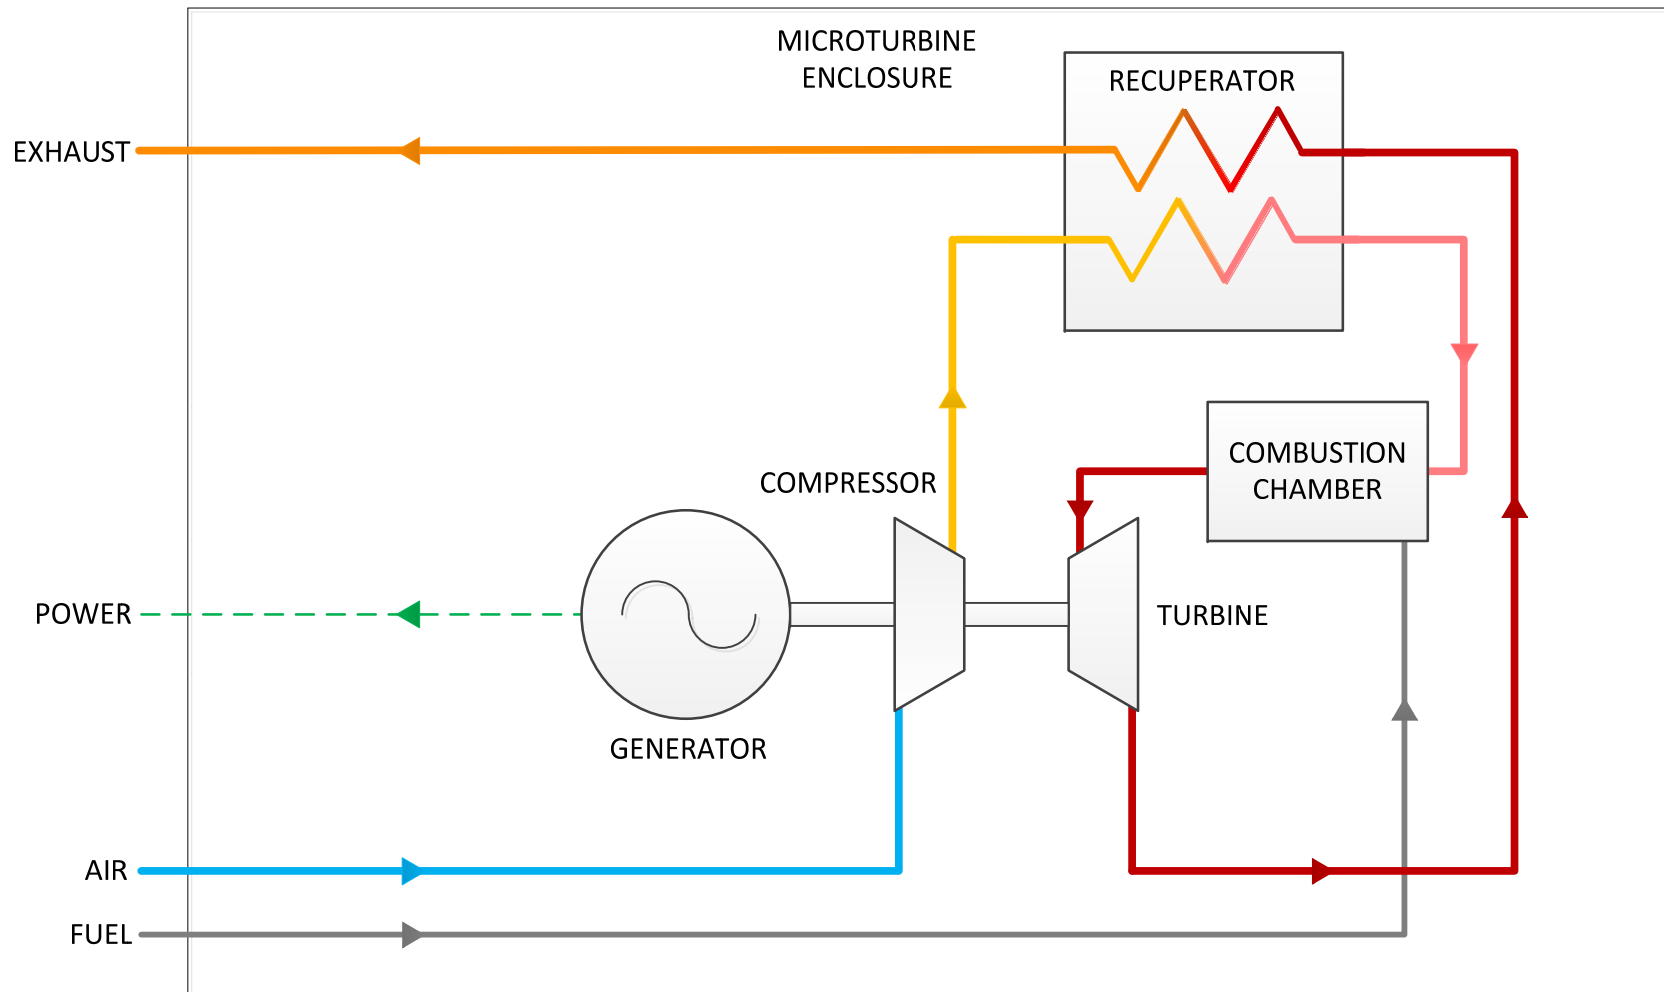 MICROTURBINE
ENCLOSURE
RECUPERATOR
EXHAUST
COMBUSTION
CHAMBER
COMPRESSOR
POWER
TURBINE
GENERATOR
AIR
FUEL